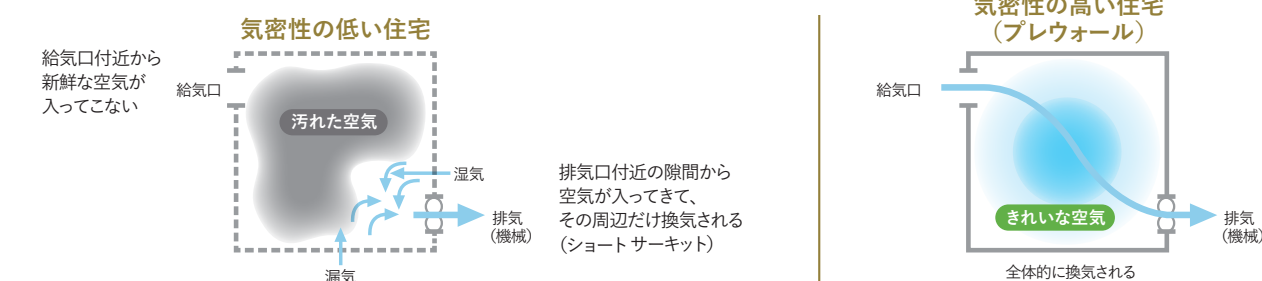 気密性の低い住宅
給気口付近から
新鮮な空気が
入ってこない
給気口
汚れた空気
湿気
排気
(機械)
漏気
排気口付近の隙間から
空気が入ってきて、
その周辺だけ換気される
(ショートサーキット)
気密性の高い住宅
(プレウォール)
給気口
きれいな空気
排気
(機械)
全体的に換気される